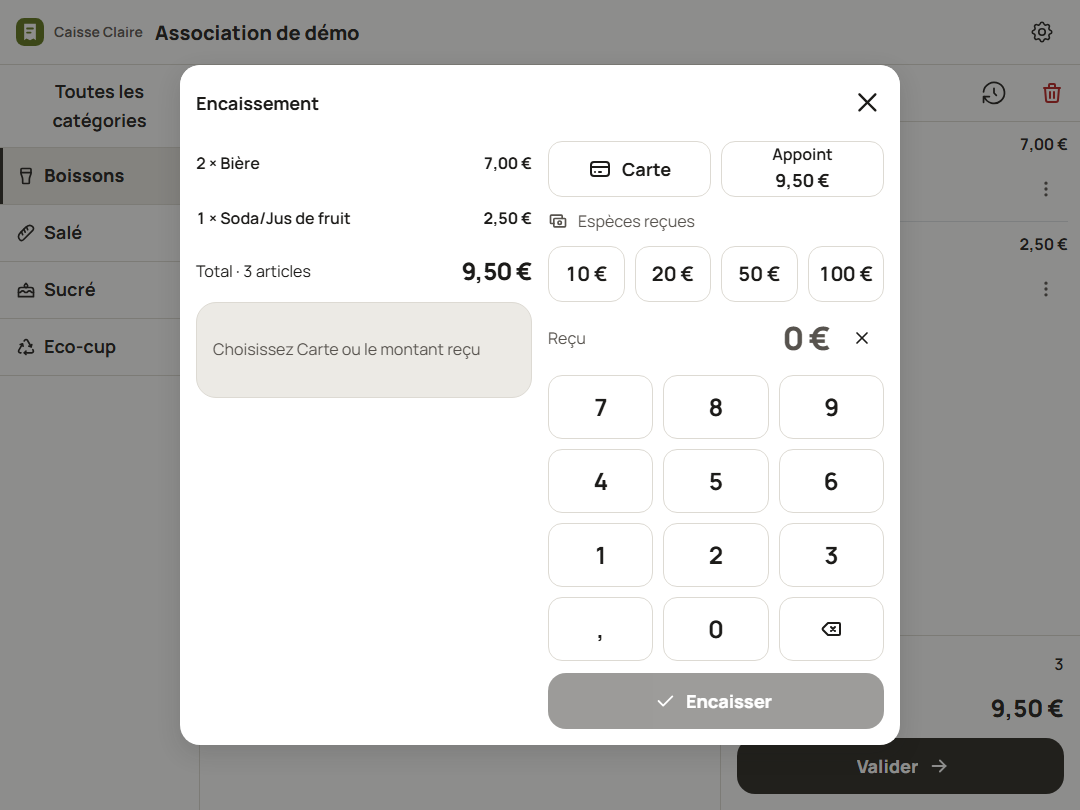 Caisse Claire Association de démo
Toutes les
catégories
Boissons
Salé
Sucré
Eco-cup
Encaissement
2 × Bière 7,00 €
1 × Soda/Jus de fruit 2,50 €
Total · 3 articles 9,50 €
Choisissez Carte ou le montant reçu
Carte
Appoint
9,50 €
Espèces reçues
10 € 20 € 50 € 100 €
Reçu 0 €
7 8 9
4 5 6
1 2 3
, 0
Encaisser
7,00 €
2,50 €
3
9,50 €
Valider